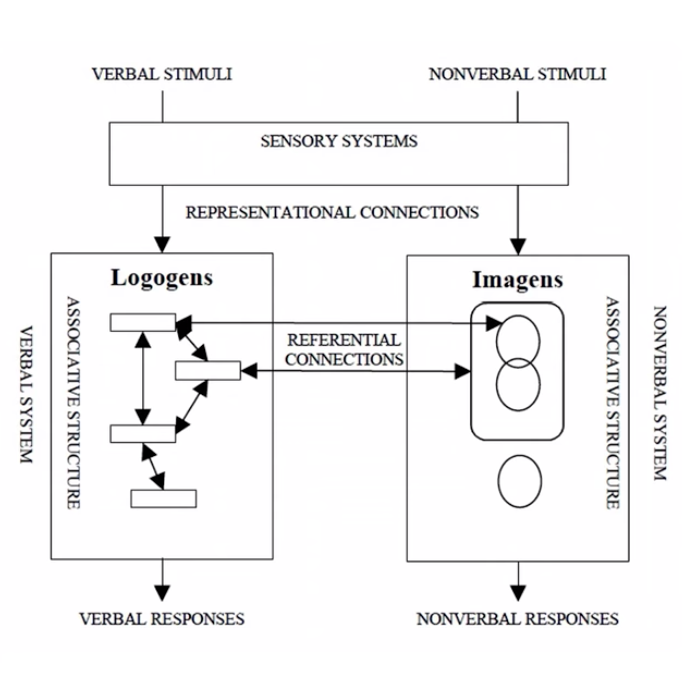 VERBAL STIMULI
NONVERBAL STIMULI
SENSORY SYSTEMS
REPRESENTATIONAL CONNECTIONS
Logogens
Imagens
VERBAL SYSTEM
ASSOCIATIVE STRUCTURE
REFERENTIAL
CONNECTIONS
ASSOCIATIVE STRUCTURE
NONVERBAL SYSTEM
VERBAL RESPONSES
NONVERBAL RESPONSES